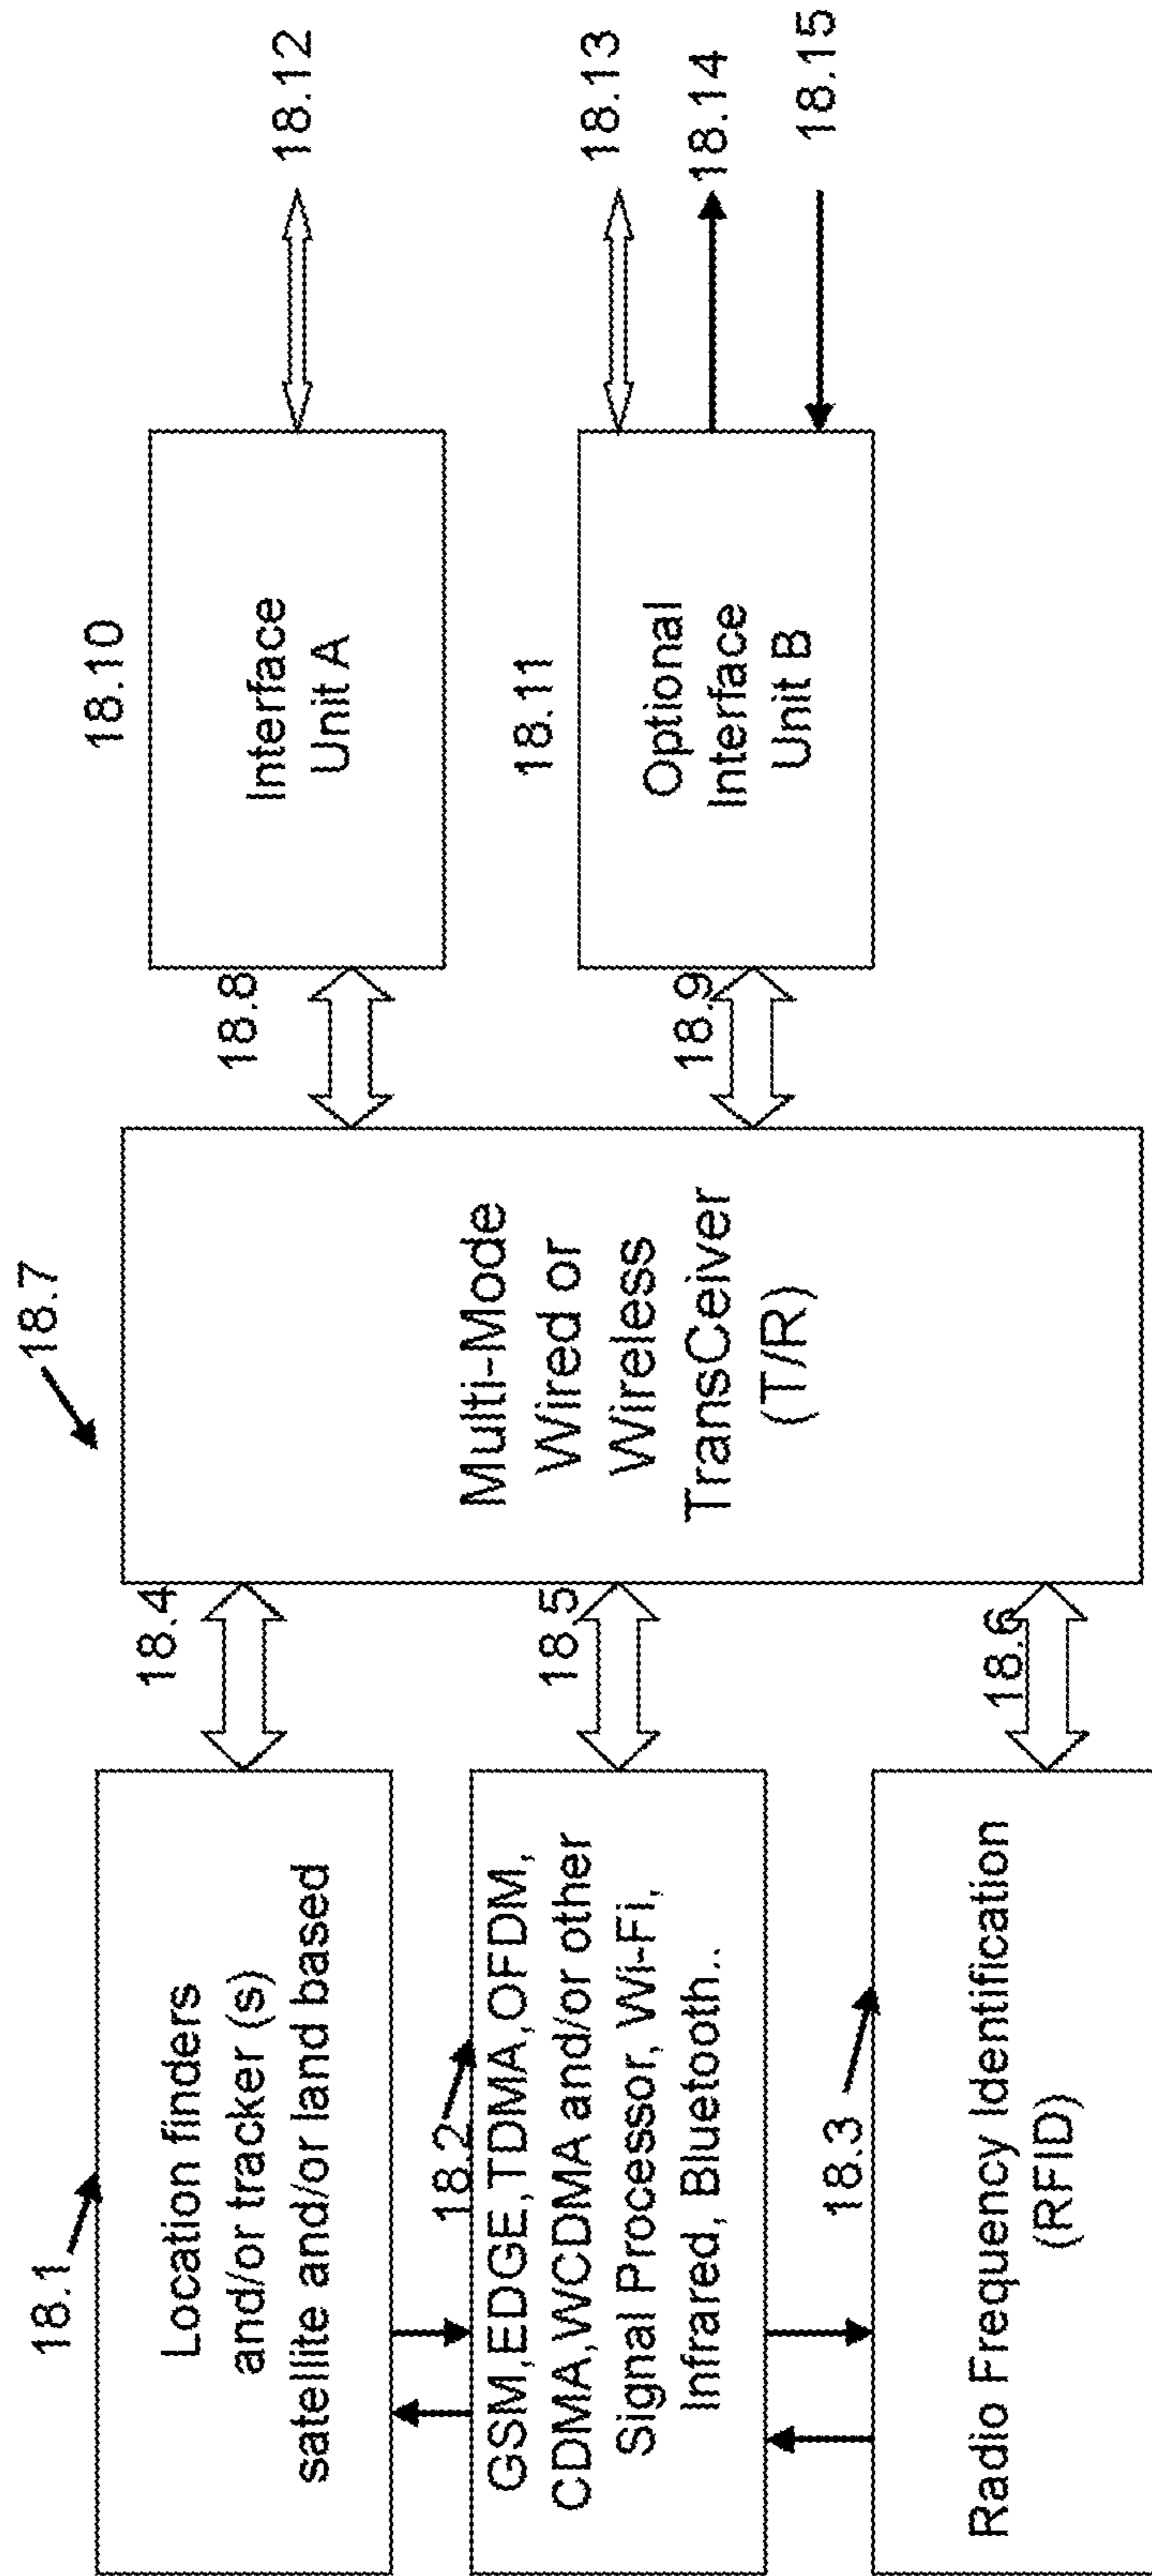 18.1
Location finders
and/or tracker (s)
satellite and/or land based
18.2
GSM,EDGE,TDMA,OFDM,
CDMA,WCDMA and/or other
Signal Processor, Wi-Fi,
Infrared, Bluetooth..
18.3
Radio Frequency Identification
(RFID)
18.4
18.5
18.6
18.7
Multi-Mode
Wired or
Wireless
TransCeiver
(T/R)
18.8
18.9
18.10
Interface
Unit A
18.11
Optional
Interface
Unit B
18.12
18.13
18.14
18.15